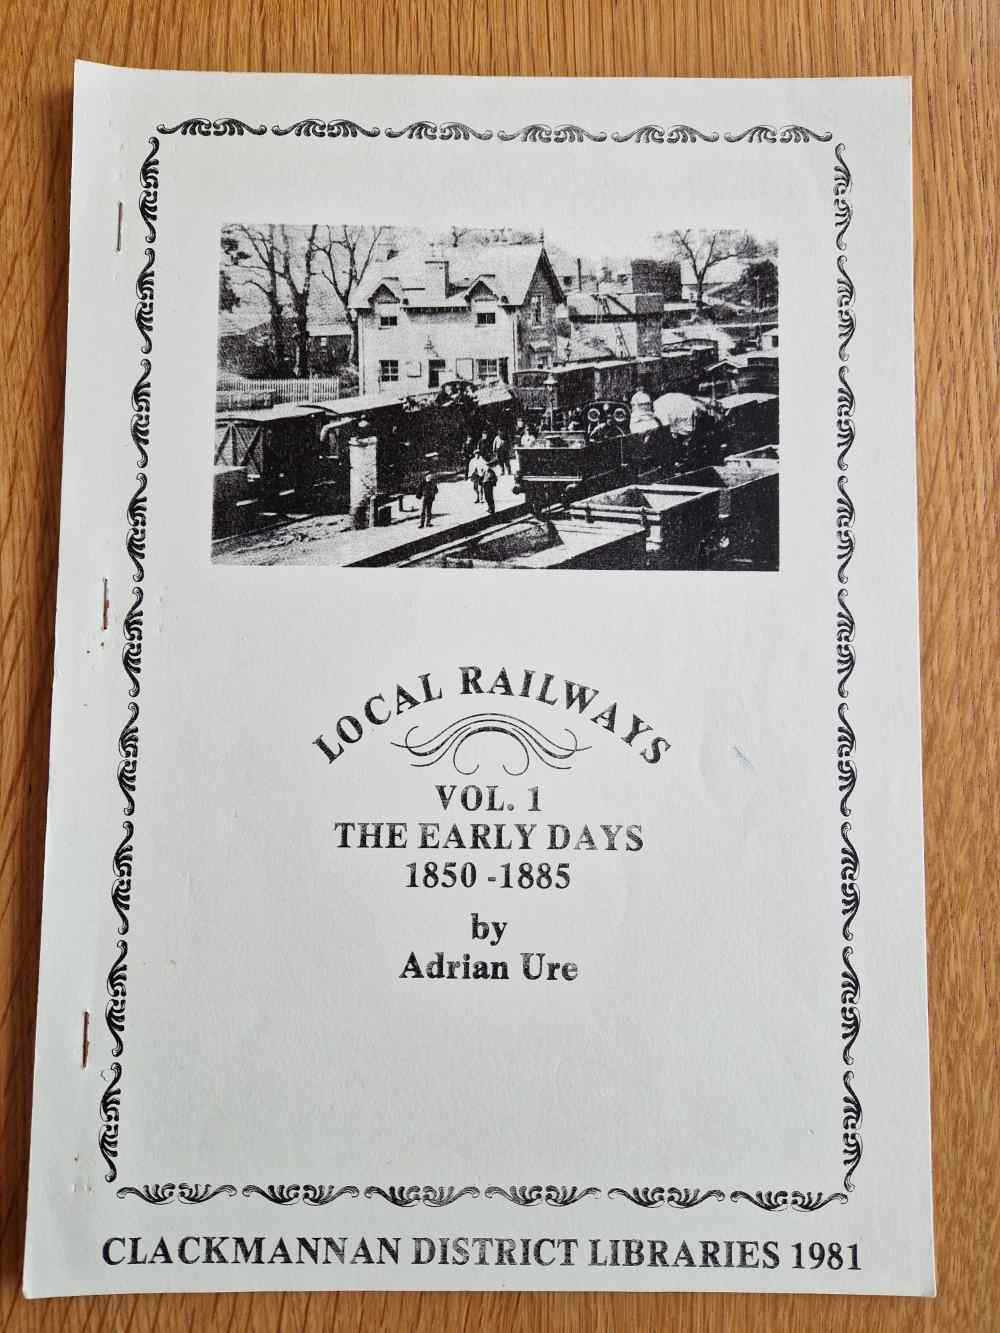 LOCAL RAILWAYS
VOL. 1
THE EARLY DAYS
1850 - 1885
by
Adrian Ure
CLACKMANNAN DISTRICT LIBRARIES 1981